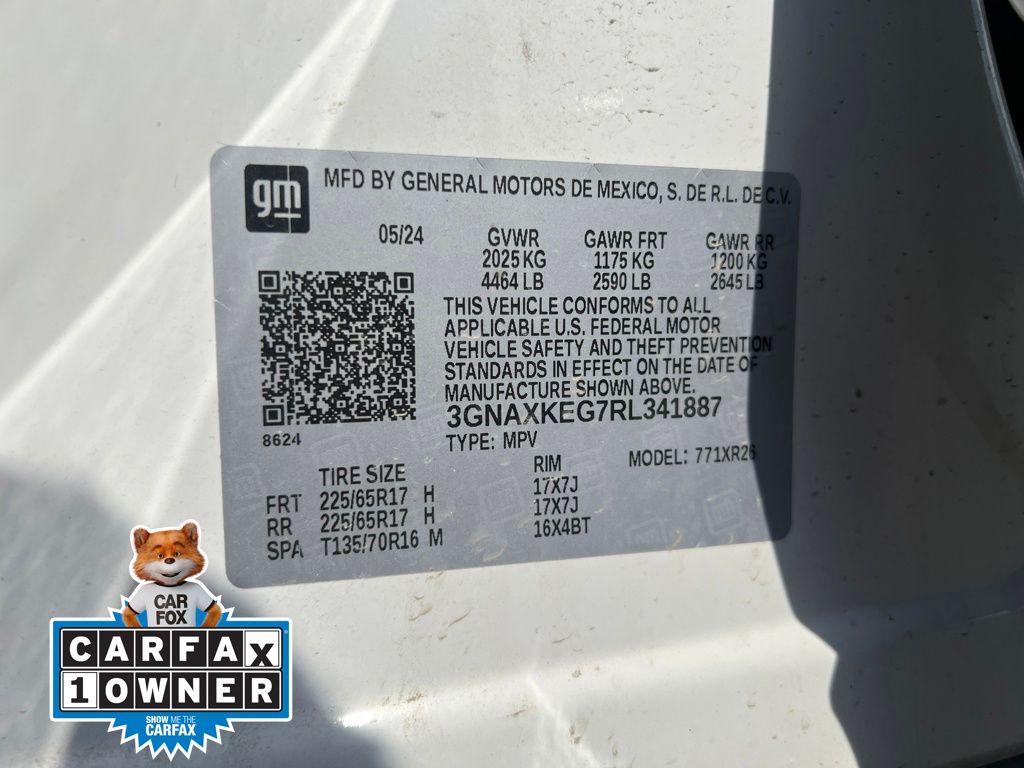 gm
MFD BY GENERAL MOTORS DE MEXICO, S. DE R.L. DE C.V.
05/24 GVWR GAWR FRT GAWR RR
2025 KG 1175 KG 1200 KG
4464 LB 2590 LB 2645 LB
THIS VEHICLE CONFORMS TO ALL
APPLICABLE U.S. FEDERAL MOTOR
VEHICLE SAFETY AND THEFT PREVENTION
STANDARDS IN EFFECT ON THE DATE OF
MANUFACTURE SHOWN ABOVE.
3GNAXKEG7RL341887
8624
TYPE: MPV MODEL: 771XR26
TIRE SIZE RIM
FRT 225/65R17 H 17X7J
RR 225/65R17 H 17X7J
SPA T135/70R16 M 16X4BT
CAR
FOX
CARFAX
1 OWNER
SHOW ME THE
CARFAX